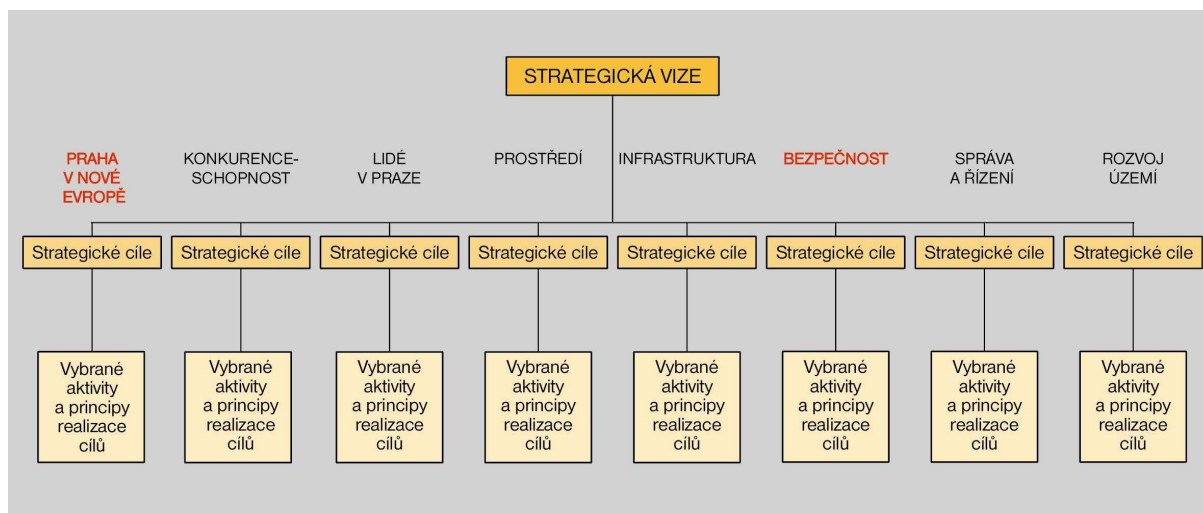 STRATEGICKÁ VIZE
PRAHA
V NOVÉ
EVROPĚ
KONKURENCE-
SCHOPNOST
LIDÉ
V PRAZE
PROSTŘEDÍ
INFRASTRUKTURA
BEZPEČNOST
SPRÁVA
A ŘÍZENÍ
ROZVOJ
ÚZEMÍ
Strategické cíle
Strategické cíle
Strategické cíle
Strategické cíle
Strategické cíle
Strategické cíle
Strategické cíle
Strategické cíle
Vybrané
aktivity
a principy
realizace
cílů
Vybrané
aktivity
a principy
realizace
cílů
Vybrané
aktivity
a principy
realizace
cílů
Vybrané
aktivity
a principy
realizace
cílů
Vybrané
aktivity
a principy
realizace
cílů
Vybrané
aktivity
a principy
realizace
cílů
Vybrané
aktivity
a principy
realizace
cílů
Vybrané
aktivity
a principy
realizace
cílů